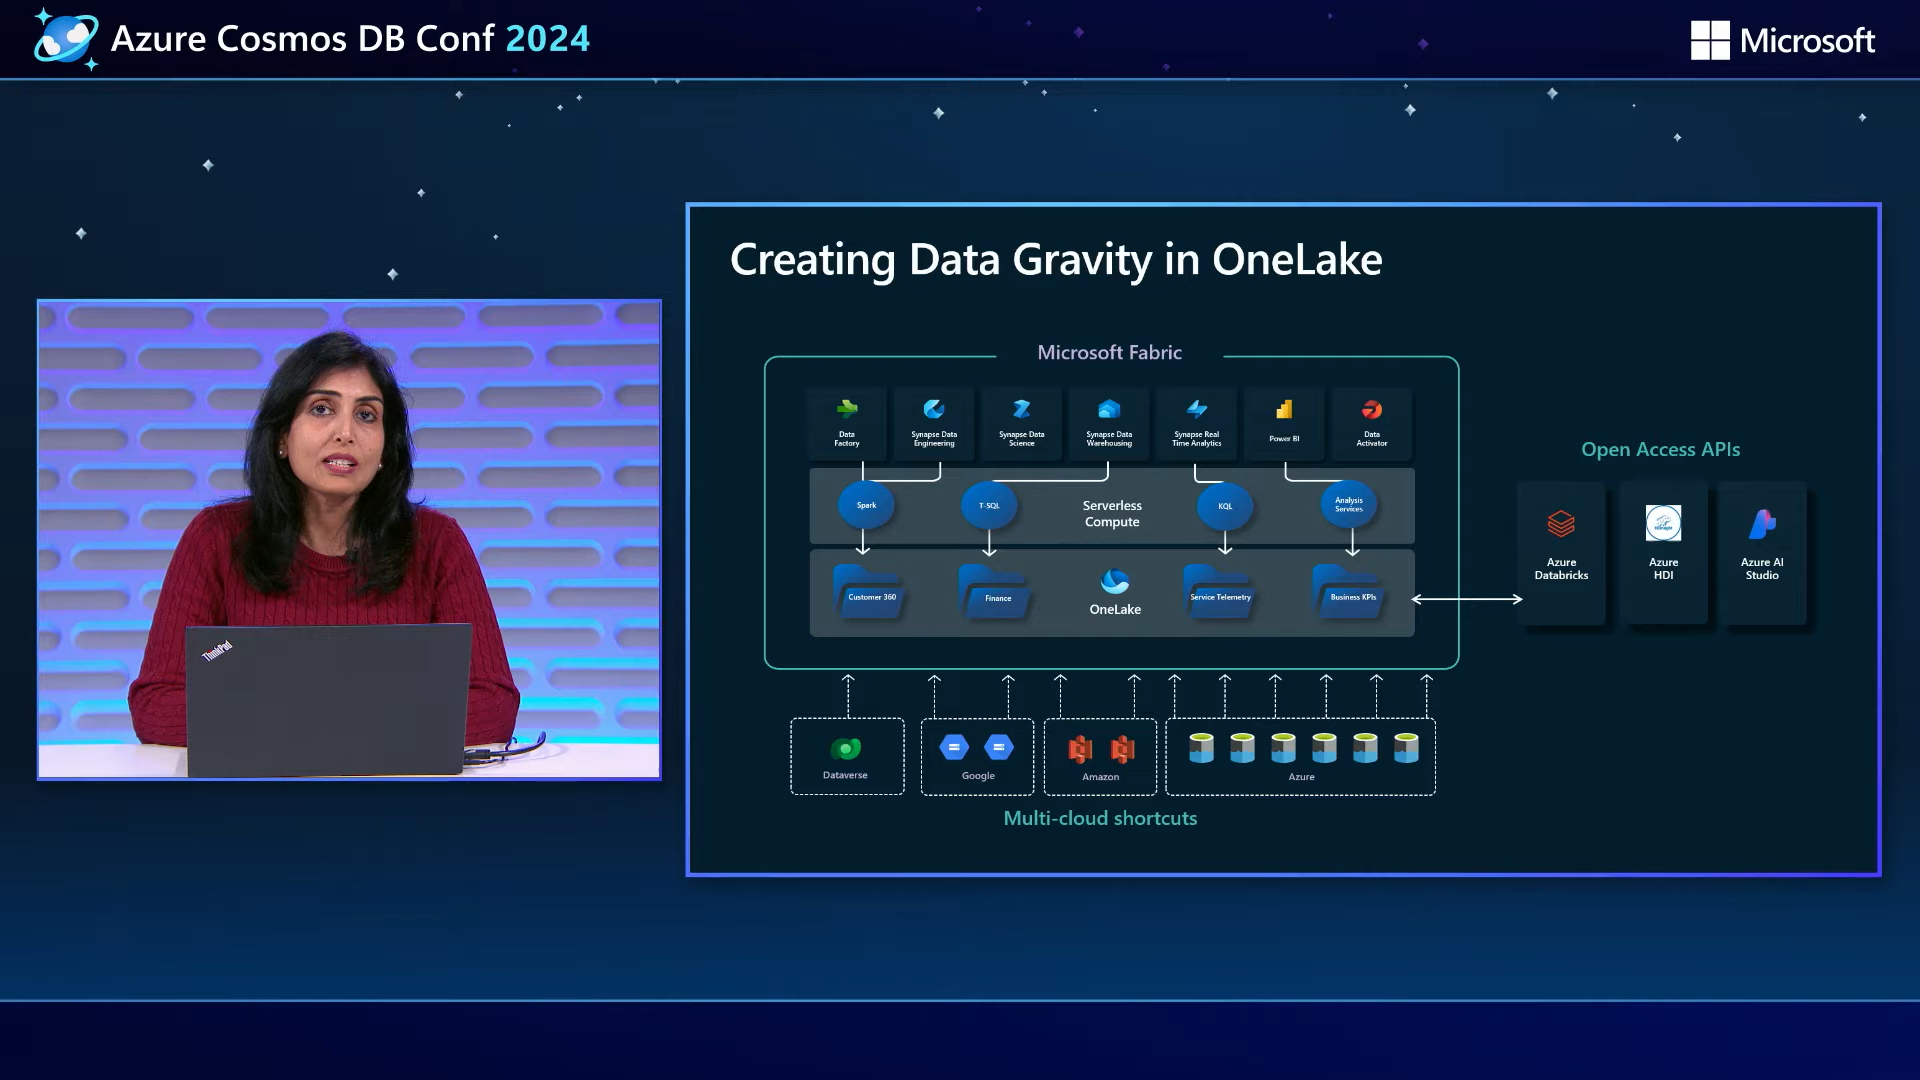 Azure Cosmos DB Conf 2024
Microsoft
Creating Data Gravity in OneLake
Microsoft Fabric
Data
Factory
Synapse Data
Engineering
Synapse Data
Science
Synapse Data
Warehousing
Synapse Real
Time Analytics
Power BI
Data
Activator
Spark
T-SQL
Serverless
Compute
KQL
Analysis
Services
Customer 360
Finance
OneLake
Service Telemetry
Business KPIs
Open Access APIs
Azure
Databricks
Azure
HDI
Azure AI
Studio
Dataverse
Google
Amazon
Azure
Multi-cloud shortcuts
ThinkPad